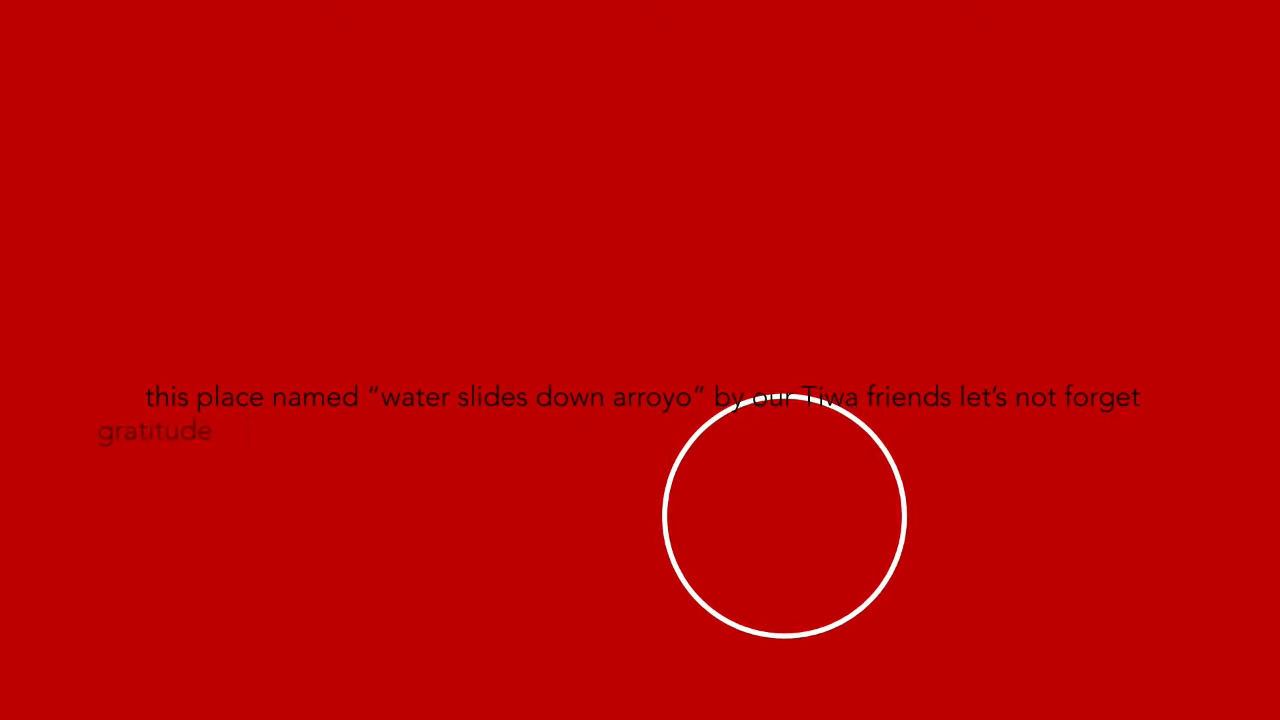 this place named “water slides down arroyo” by our Tiwa friends let’s not forget
gratitude